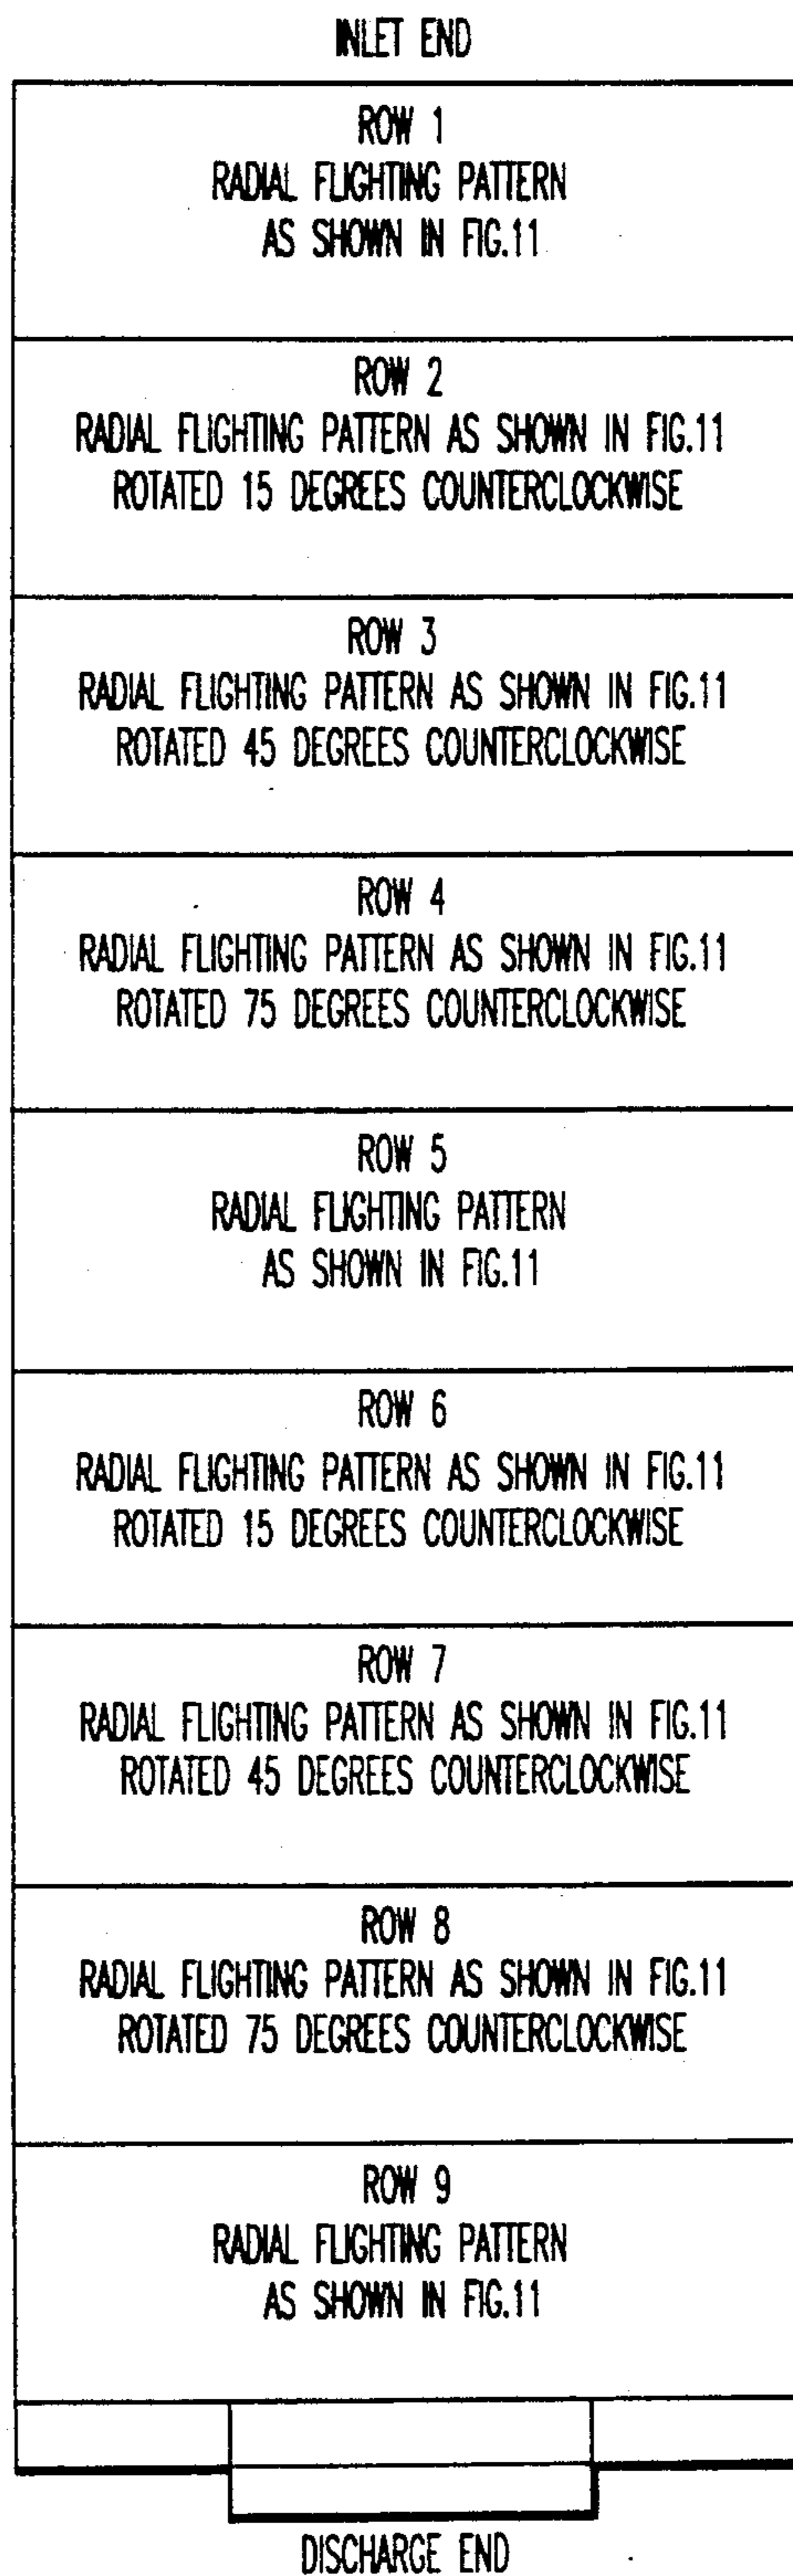 INLET END
ROW 1
RADIAL FLIGHTING PATTERN
AS SHOWN IN FIG.11
ROW 2
RADIAL FLIGHTING PATTERN AS SHOWN IN FIG.11
ROTATED 15 DEGREES COUNTERCLOCKWISE
ROW 3
RADIAL FLIGHTING PATTERN AS SHOWN IN FIG.11
ROTATED 45 DEGREES COUNTERCLOCKWISE
ROW 4
RADIAL FLIGHTING PATTERN AS SHOWN IN FIG.11
ROTATED 75 DEGREES COUNTERCLOCKWISE
ROW 5
RADIAL FLIGHTING PATTERN
AS SHOWN IN FIG.11
ROW 6
RADIAL FLIGHTING PATTERN AS SHOWN IN FIG.11
ROTATED 15 DEGREES COUNTERCLOCKWISE
ROW 7
RADIAL FLIGHTING PATTERN AS SHOWN IN FIG.11
ROTATED 45 DEGREES COUNTERCLOCKWISE
ROW 8
RADIAL FLIGHTING PATTERN AS SHOWN IN FIG.11
ROTATED 75 DEGREES COUNTERCLOCKWISE
ROW 9
RADIAL FLIGHTING PATTERN
AS SHOWN IN FIG.11
DISCHARGE END